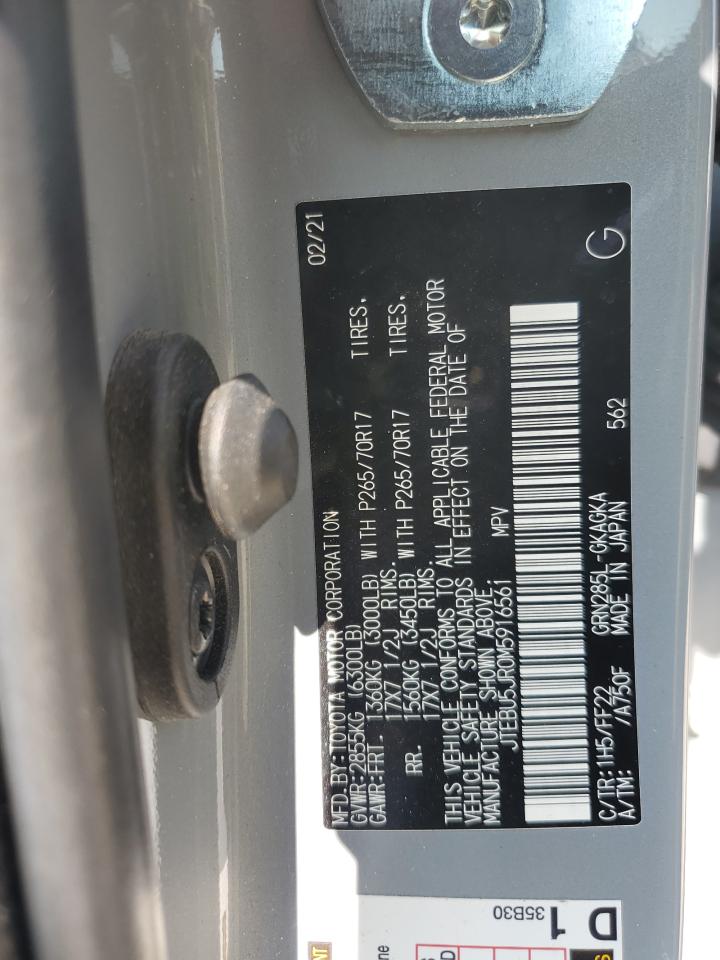 02/21
MFD.BY:TOYOTA MOTOR CORPORATION
GVWR:2855KG (6300LB)
GAWR:FRT. 1360KG (3000LB) WITH P265/70R17 TIRES,
17X7 1/2J RIMS.
RR. 1560KG (3450LB) WITH P265/70R17 TIRES,
17X7 1/2J RIMS.
THIS VEHICLE CONFORMS TO ALL APPLICABLE FEDERAL MOTOR
VEHICLE SAFETY STANDARDS IN EFFECT ON THE DATE OF
MANUFACTURE SHOWN ABOVE.
JTEBU5JR0M5916561 MPV
C/TR:1H5/FF22 GRN285L-GKAGKA 562
A/TM: /A750F MADE IN JAPAN G
D 1
35B30